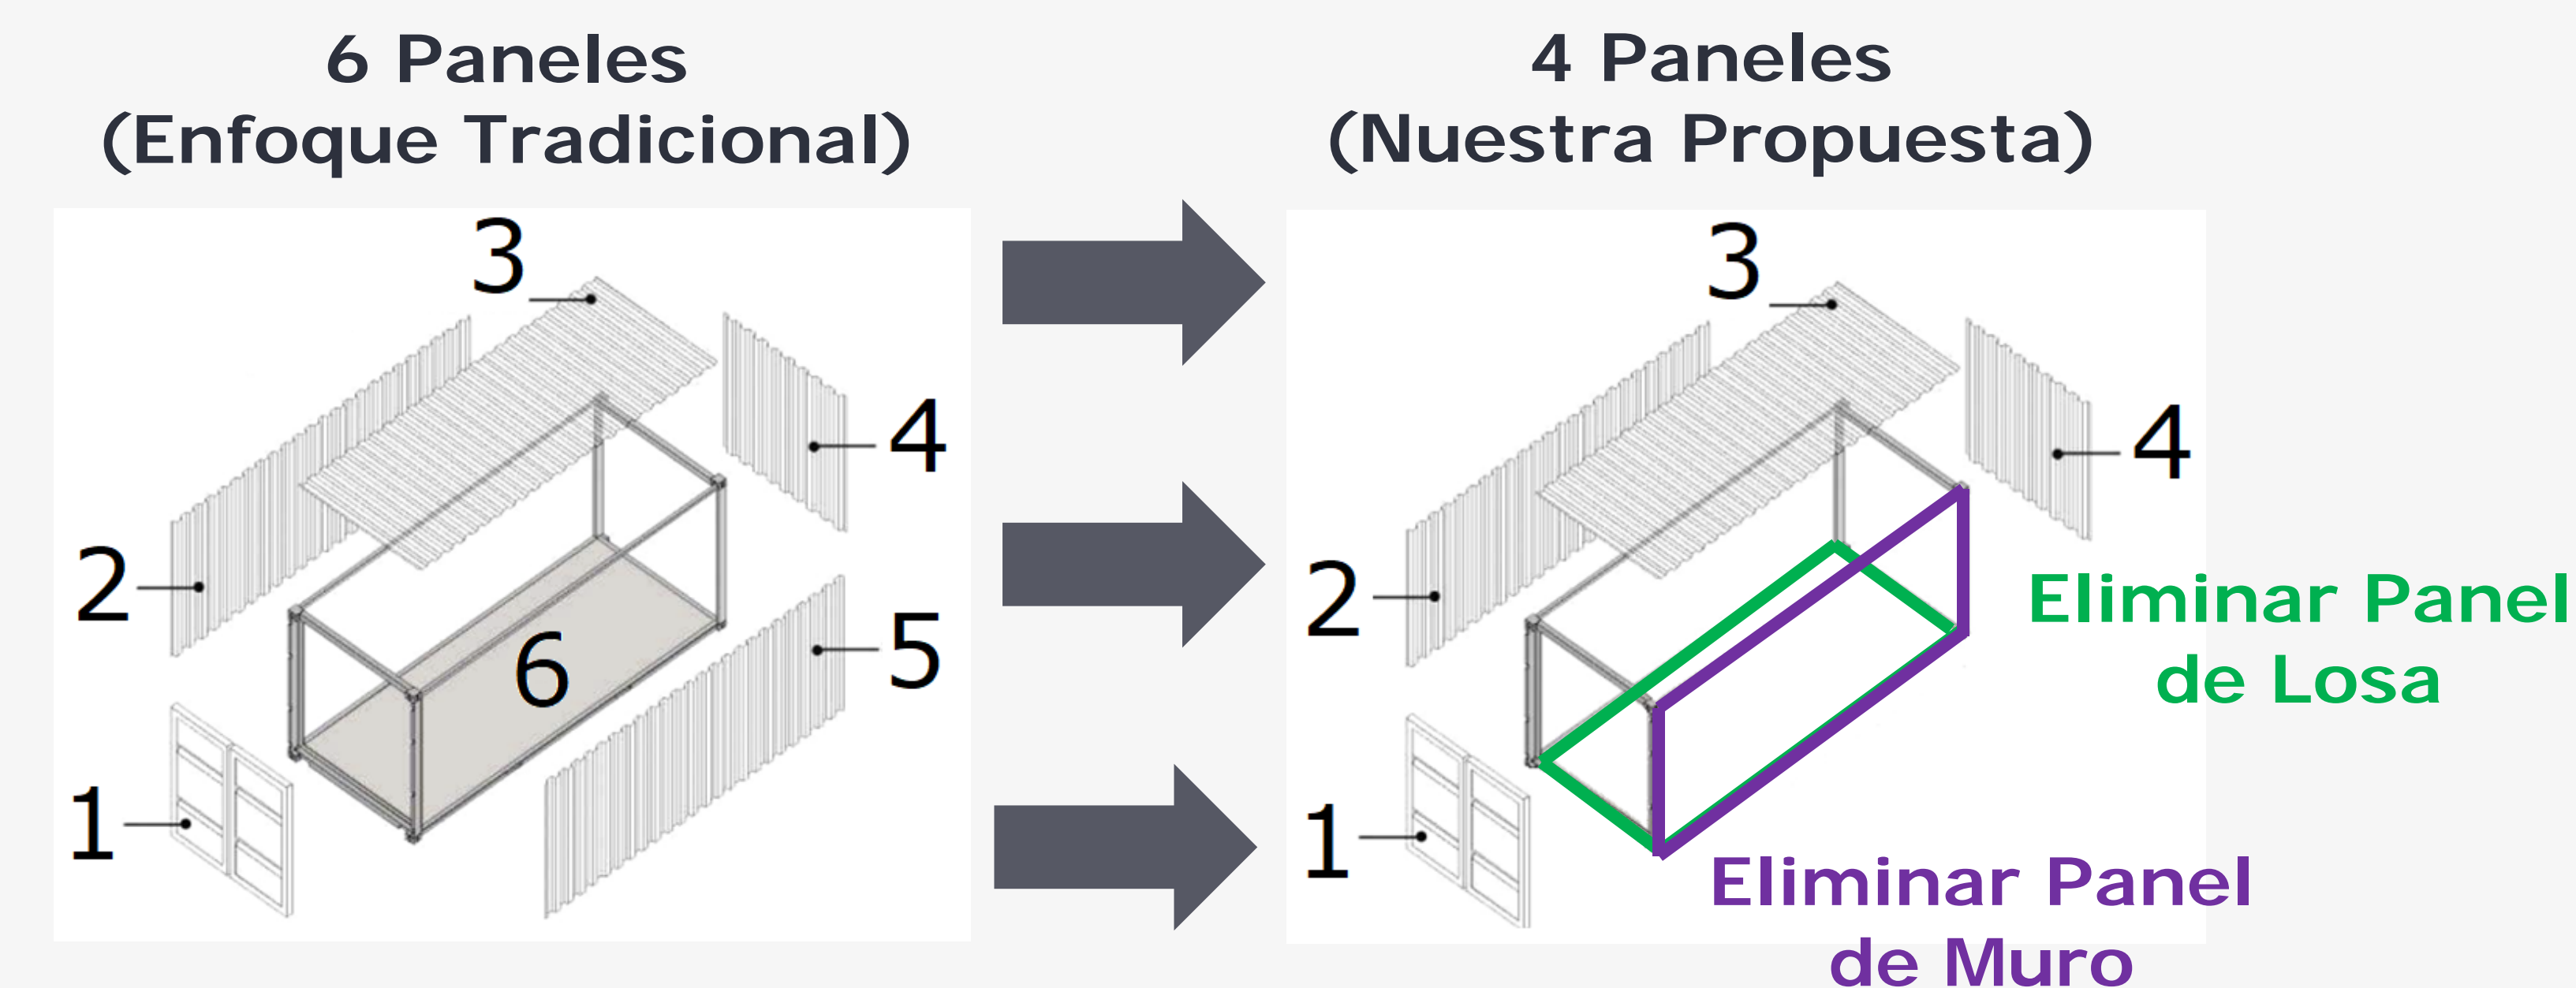 6 Paneles
(Enfoque Tradicional)
4 Paneles
(Nuestra Propuesta)
3
4
2
6
5
1
3
4
2
Eliminar Panel
de Losa
1
Eliminar Panel
de Muro